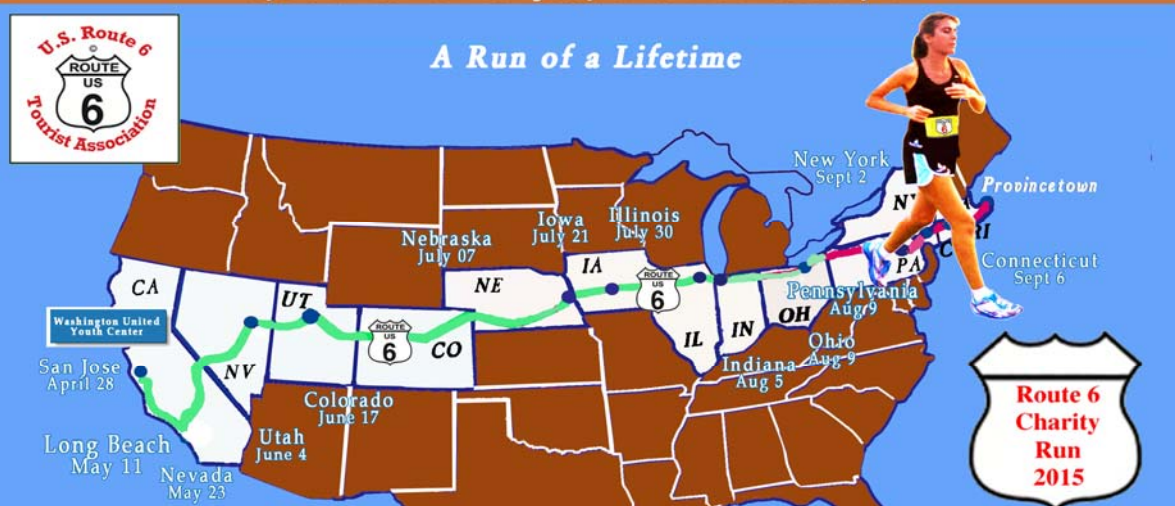 U.S. Route 6
©
ROUTE
US
6
Tourist Association
A Run of a Lifetime
New York
Sept 2
Provincetown
Iowa
July 21
Illinois
July 30
Nebraska
July 07
NY
RI
CA
UT
NE
IA
ROUTE
US
6
PA
Connecticut
Sept 6
Washington United
Youth Center
Pennsylvania
Aug 9
ROUTE
US
6
CO
IL
IN
OH
San Jose
April 28
NV
Ohio
Aug 9
Indiana
Aug 5
Colorado
June 17
Long Beach
May 11
Utah
June 4
Nevada
May 23
Route 6
Charity
Run
2015